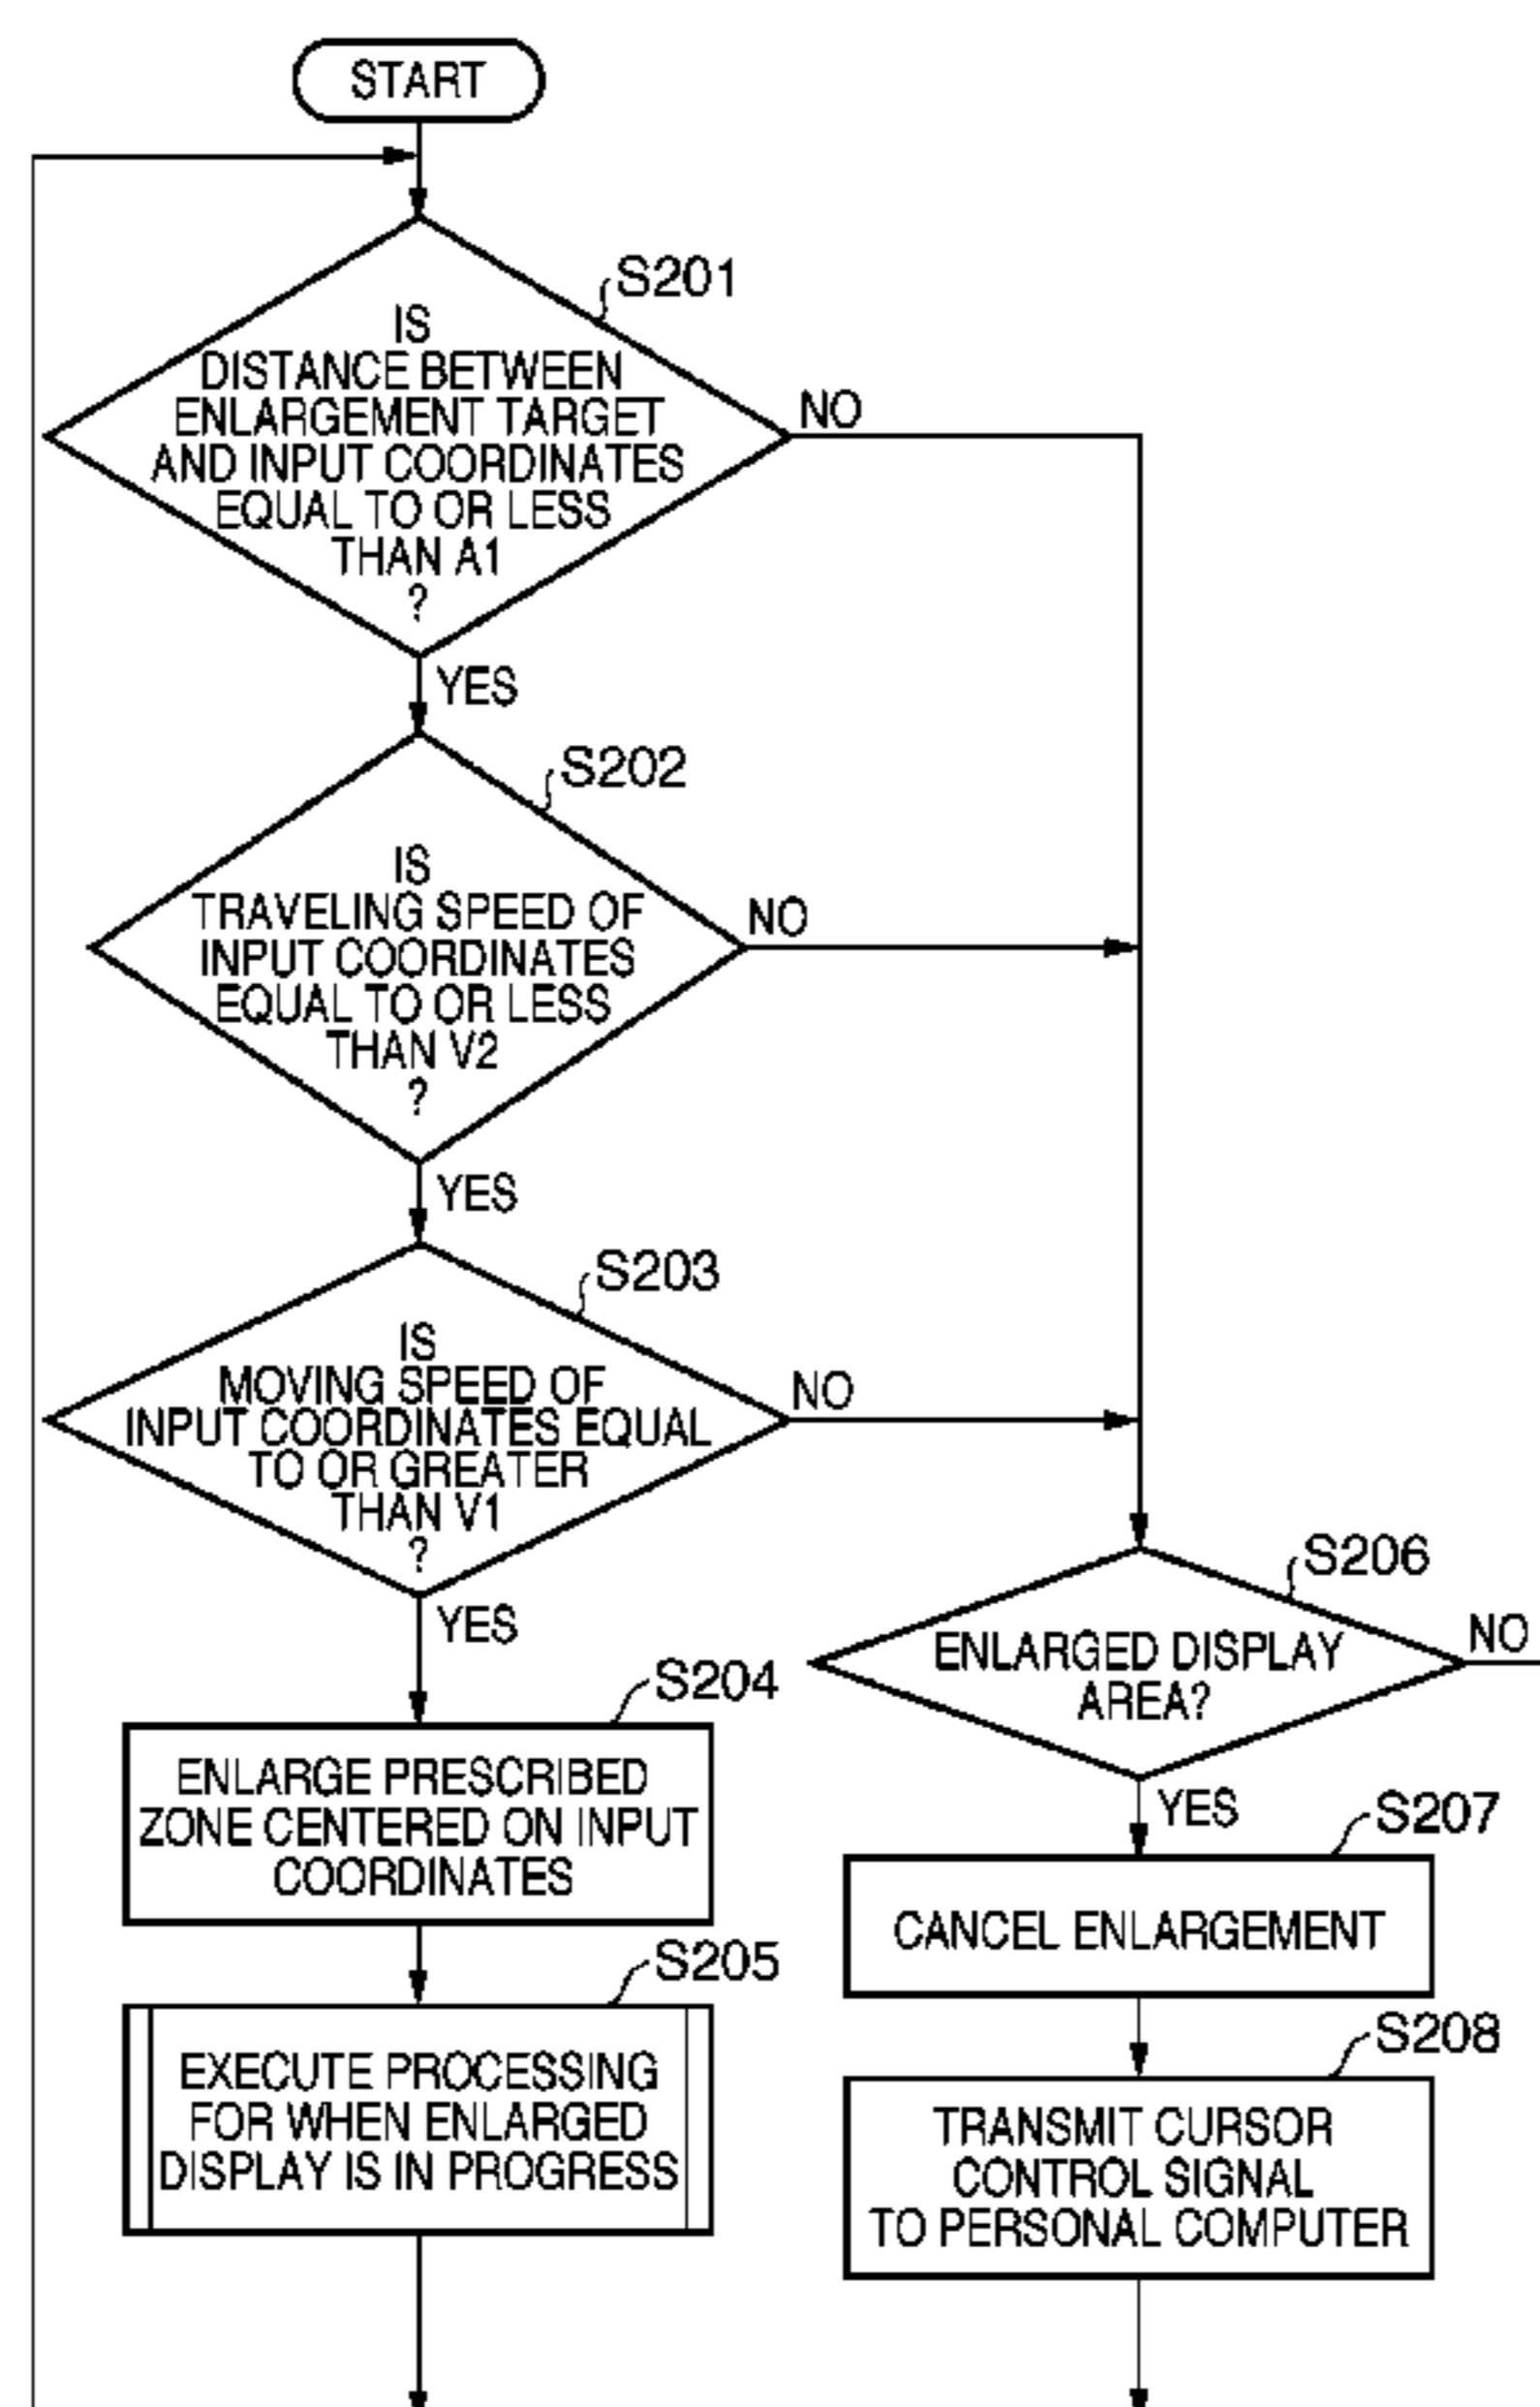 START
S201
IS
DISTANCE BETWEEN
ENLARGEMENT TARGET
AND INPUT COORDINATES
EQUAL TO OR LESS
THAN A1
?
NO
YES
S202
IS
TRAVELING SPEED OF
INPUT COORDINATES
EQUAL TO OR LESS
THAN V2
?
NO
YES
S203
IS
MOVING SPEED OF
INPUT COORDINATES EQUAL
TO OR GREATER
THAN V1
?
NO
YES
S204
ENLARGE PRESCRIBED
ZONE CENTERED ON INPUT
COORDINATES
S205
EXECUTE PROCESSING
FOR WHEN ENLARGED
DISPLAY IS IN PROGRESS
S206
ENLARGED DISPLAY
AREA?
NO
YES
S207
CANCEL ENLARGEMENT
S208
TRANSMIT CURSOR
CONTROL SIGNAL
TO PERSONAL COMPUTER